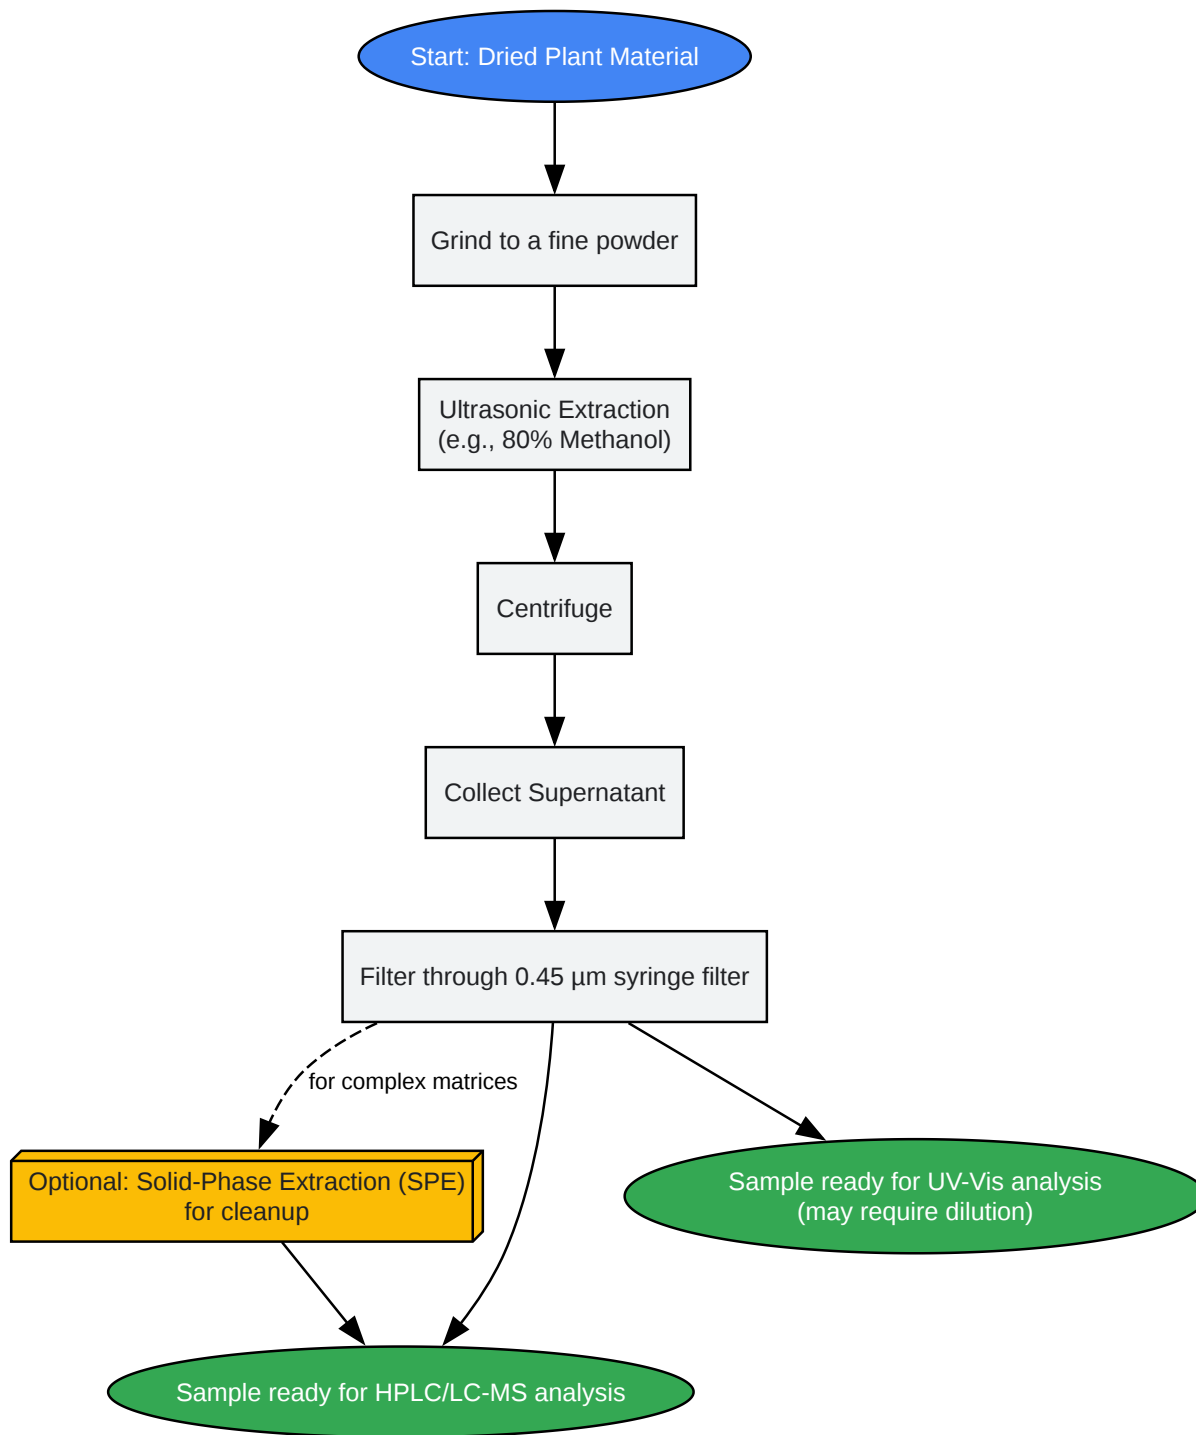 Start: Dried Plant Material
Grind to a fine powder
Ultrasonic Extraction
(e.g., 80% Methanol)
Centrifuge
Collect Supernatant
Filter through 0.45 µm syringe filter
for complex matrices
Optional: Solid-Phase Extraction (SPE)
for cleanup
Sample ready for UV-Vis analysis
(may require dilution)
Sample ready for HPLC/LC-MS analysis